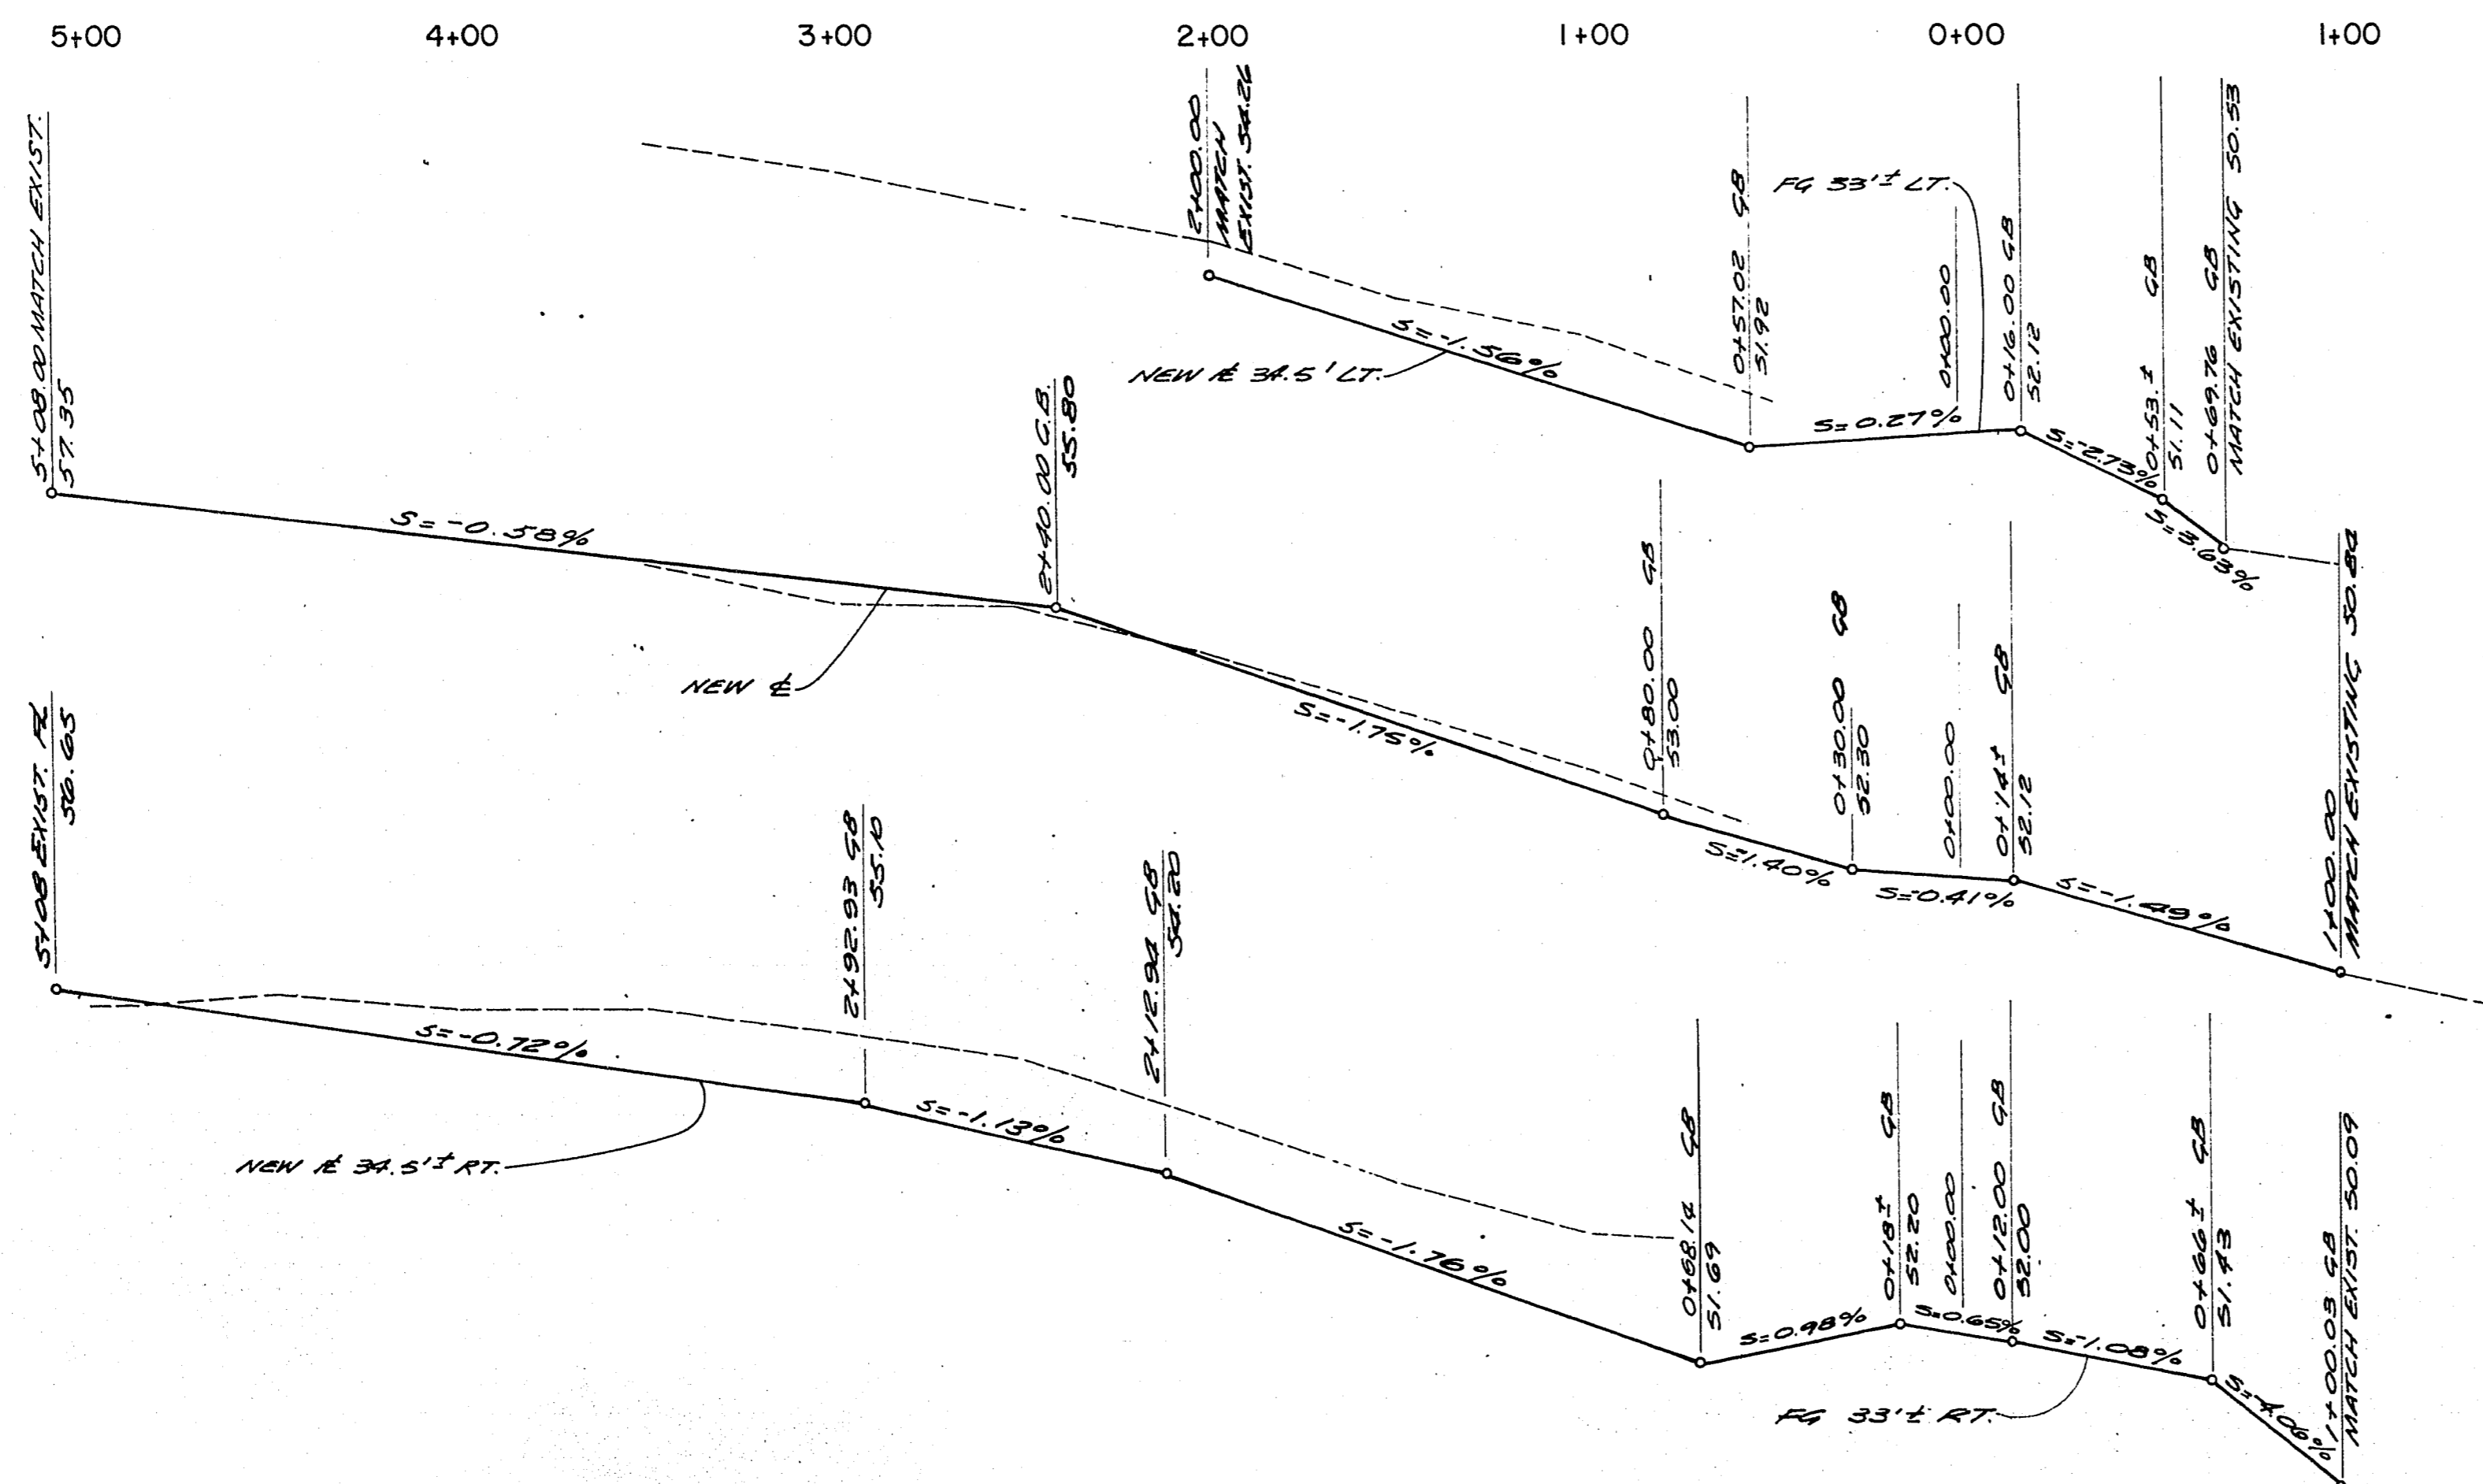 5+00 4+00 3+00 2+00 1+00 0+00 1+00
5+08.00 MATCH EXIST.
57.35
2+00.00
MATCH
EXIST. 54.26
S=-1.56%
NEW ⅊ 34.5' LT.
0+57.02 GB
51.92
FG 33'± LT.
S=0.27%
0+00.00
0+16.00 GB
52.12
S=-2.73%
0+53.± GB
51.11
S=-3.63%
0+69.76 GB
MATCH EXISTING 50.53
S=-0.58%
NEW ℄
2+40.00 G.B.
55.80
S=-1.75%
0+80.00 GB
53.00
S=-1.40%
0+30.00 GB
52.30
S=-0.41%
0+00.00
0+14± GB
52.12
S=-1.49%
1+00.00
MATCH EXISTING 50.84
5+08 EXIST. FL
56.65
S=-0.72%
NEW ⅊ 34.5'± RT.
2+92.93 GB
55.10
S=-1.13%
2+12.94 GB
54.20
S=-1.76%
0+68.14 GB
51.69
S=0.98%
0+18± GB
52.20
S=0.65%
0+00.00
0+12.00 GB
52.00
S=-1.08%
FG 33'± RT.
0+66± GB
51.43
1+00.03 GB
MATCH EXIST. 50.09